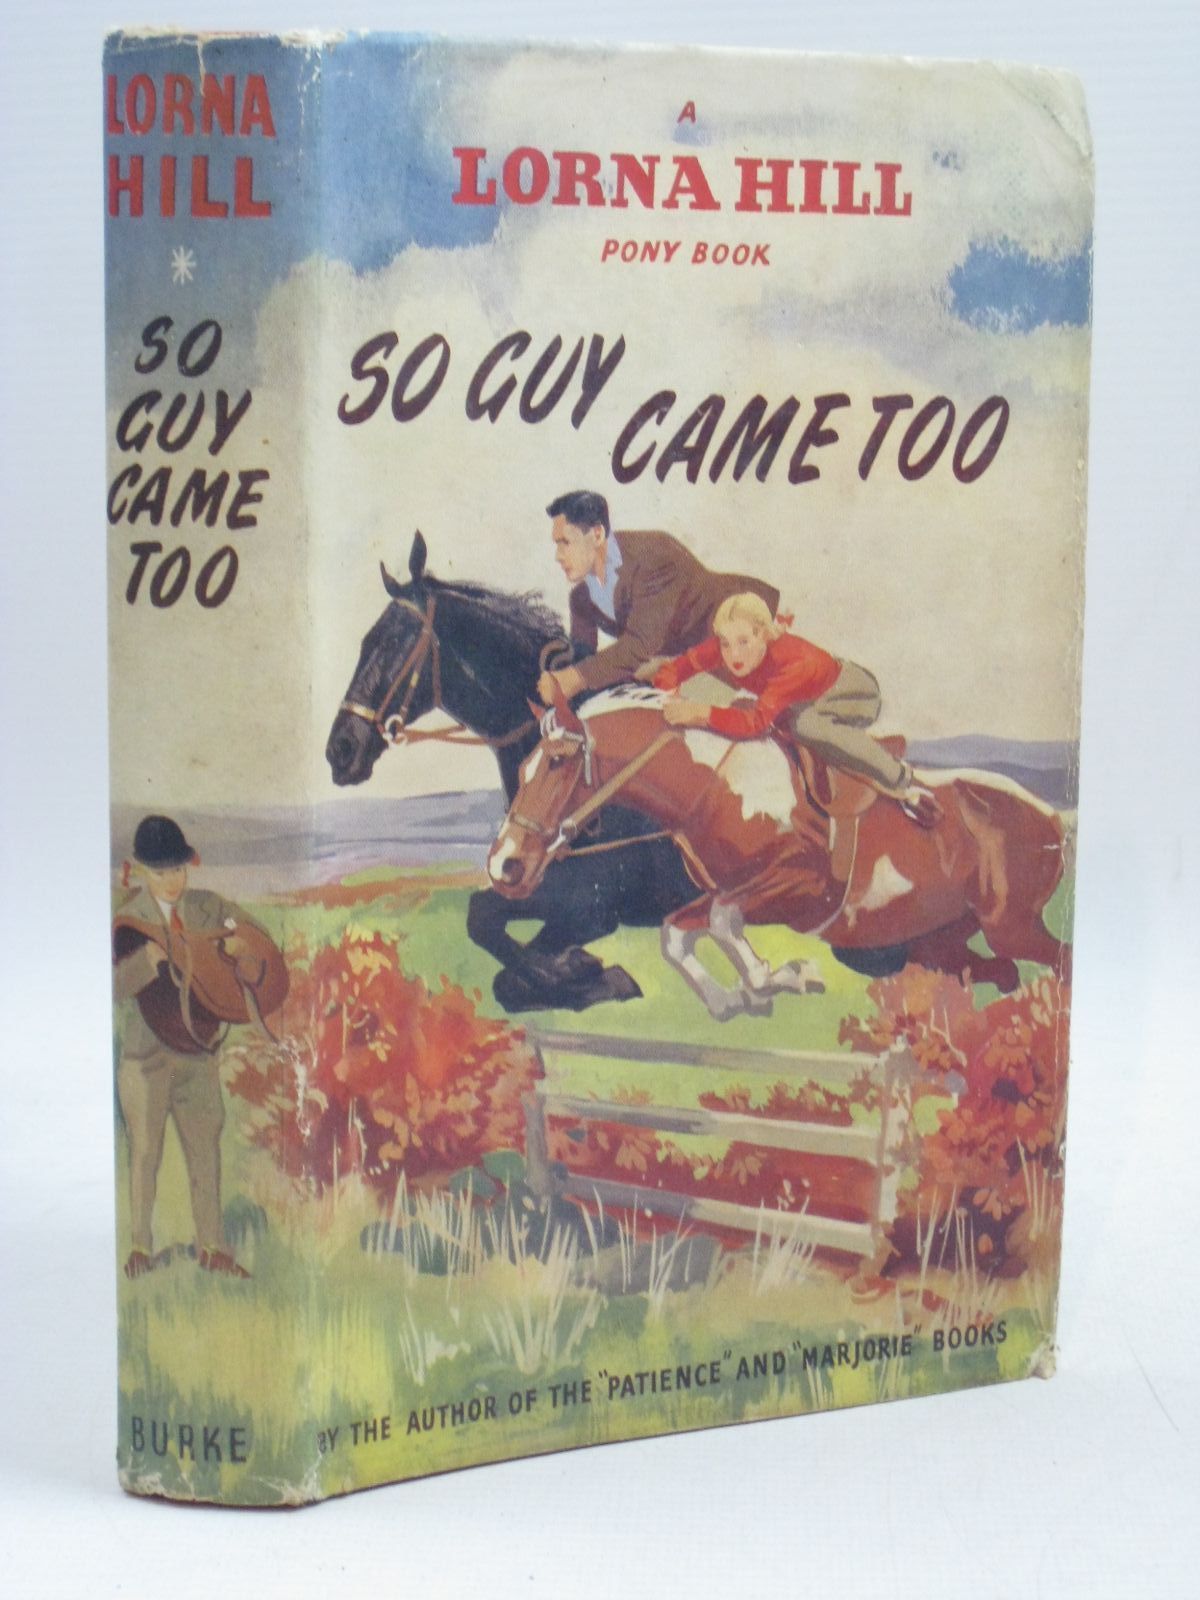 LORNA
HILL
*
SO
GUY
CAME
TOO
BURKE
A
LORNA HILL
PONY BOOK
SO GUY
CAME TOO
BY THE AUTHOR OF THE "PATIENCE" AND "MARJORIE" BOOKS